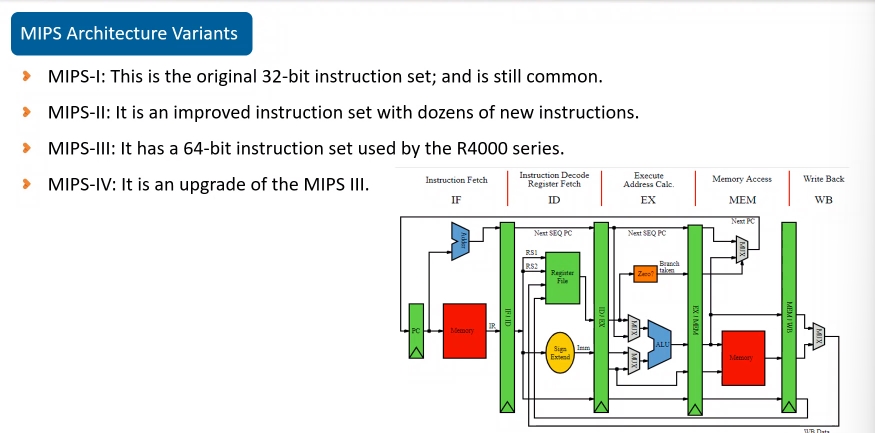 MIPS Architecture Variants
MIPS-I: This is the original 32-bit instruction set; and is still common.
MIPS-II: It is an improved instruction set with dozens of new instructions.
MIPS-III: It has a 64-bit instruction set used by the R4000 series.
MIPS-IV: It is an upgrade of the MIPS III.
Instruction Fetch
IF
Instruction Decode
Register Fetch
ID
Execute
Address Calc.
EX
Memory Access
MEM
Write Back
WB
Next PC
Adder
Next SEQ PC
Next SEQ PC
MUX
RS1
RS2
Register
File
Branch
taken
Zero?
PC
Memory
IR
IF / ID
ID / EX
MUX
MUX
ALU
EX / MEM
Memory
MEM / WB
MUX
Sign
Extend
Imm
WB Data